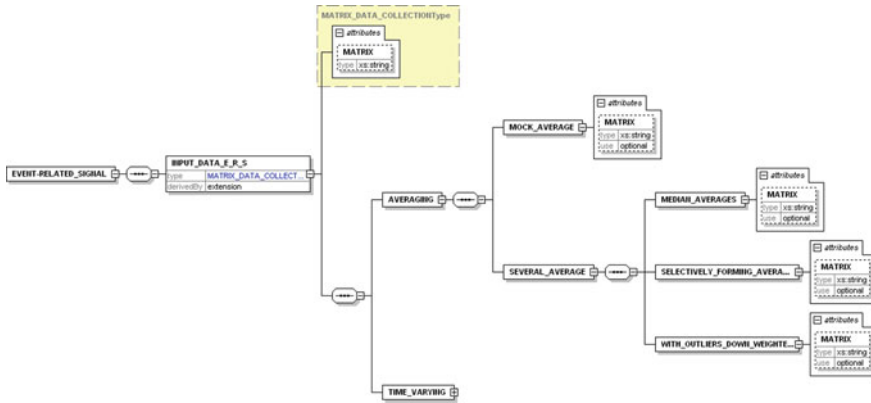 MATRIX_DATA_COLLECTIONType
attributes
MATRIX
type xs:string
attributes
MATRIX
type xs:string
use optional
MOCK_AVERAGE
INPUT_DATA_E_R_S
type MATRIX_DATA_COLLECT...
derivedBy extension
EVENT-RELATED_SIGNAL
attributes
MATRIX
type xs:string
use optional
AVERAGING
MEDIAN_AVERAGES
attributes
MATRIX
type xs:string
use optional
SEVERAL_AVERAGE
SELECTIVELY_FORMING_AVERA...
attributes
MATRIX
type xs:string
use optional
WITH_OUTLIERS_DOWN_WEIGHTE...
TIME_VARYING